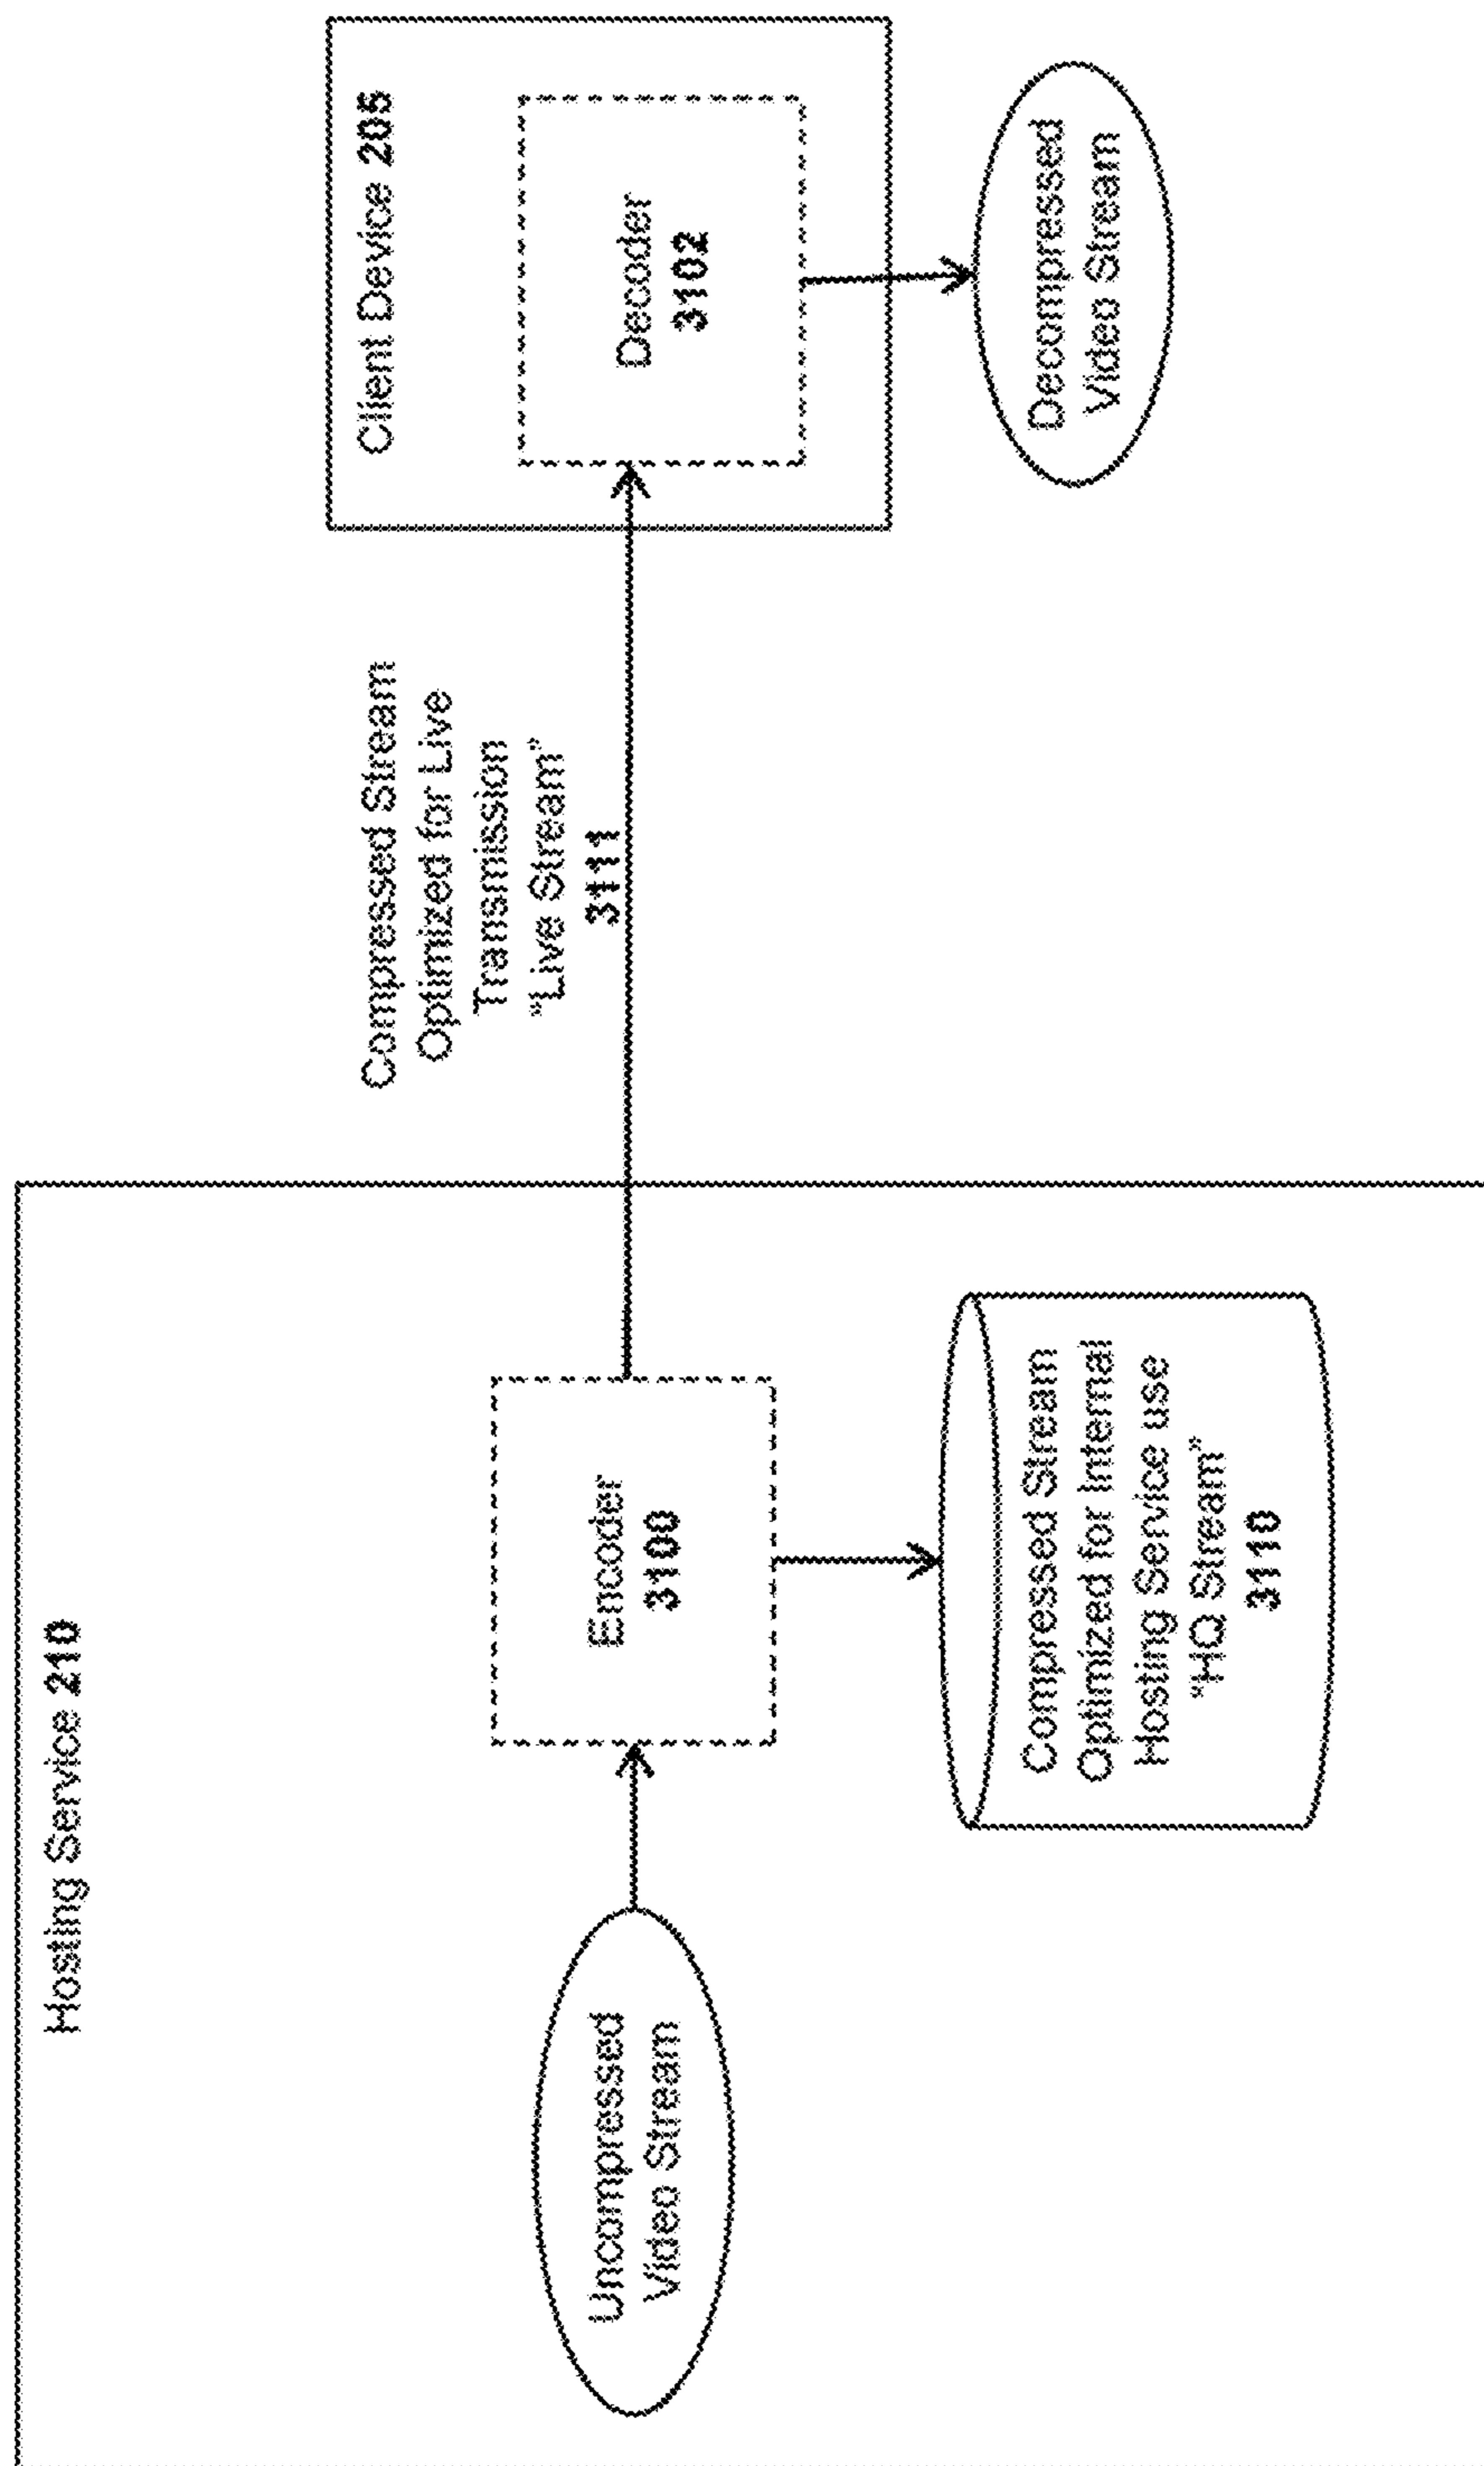 Hosting Service 210
Uncompressed
Video Stream
Encoder
3100
Compressed Stream
Optimized for Internal
Hosting Service use
"HQ Stream"
3110
Compressed Stream
Optimized for Live
Transmission
"Live Stream"
3111
Client Device 205
Decoder
3102
Decompressed
Video Stream